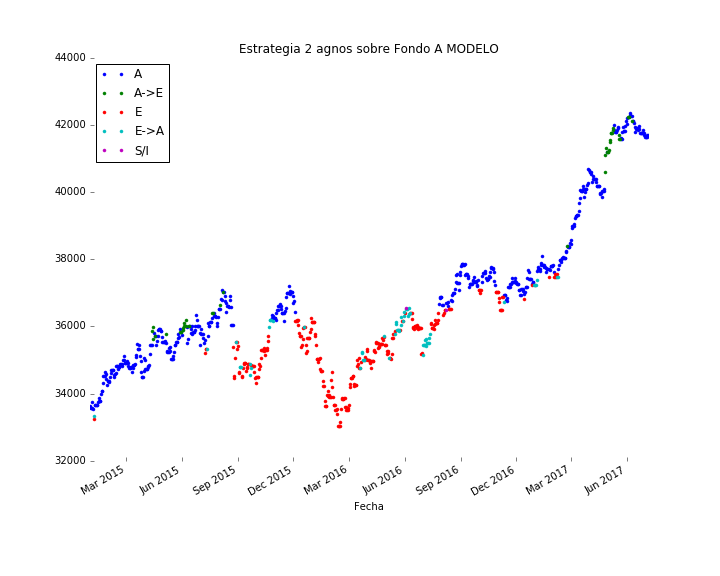 Estrategia 2 agnos sobre Fondo A MODELO
44000
42000
40000
38000
36000
34000
32000
A
A->E
E
E->A
S/I
Mar 2015
Jun 2015
Sep 2015
Dec 2015
Mar 2016
Jun 2016
Sep 2016
Dec 2016
Mar 2017
Jun 2017
Fecha